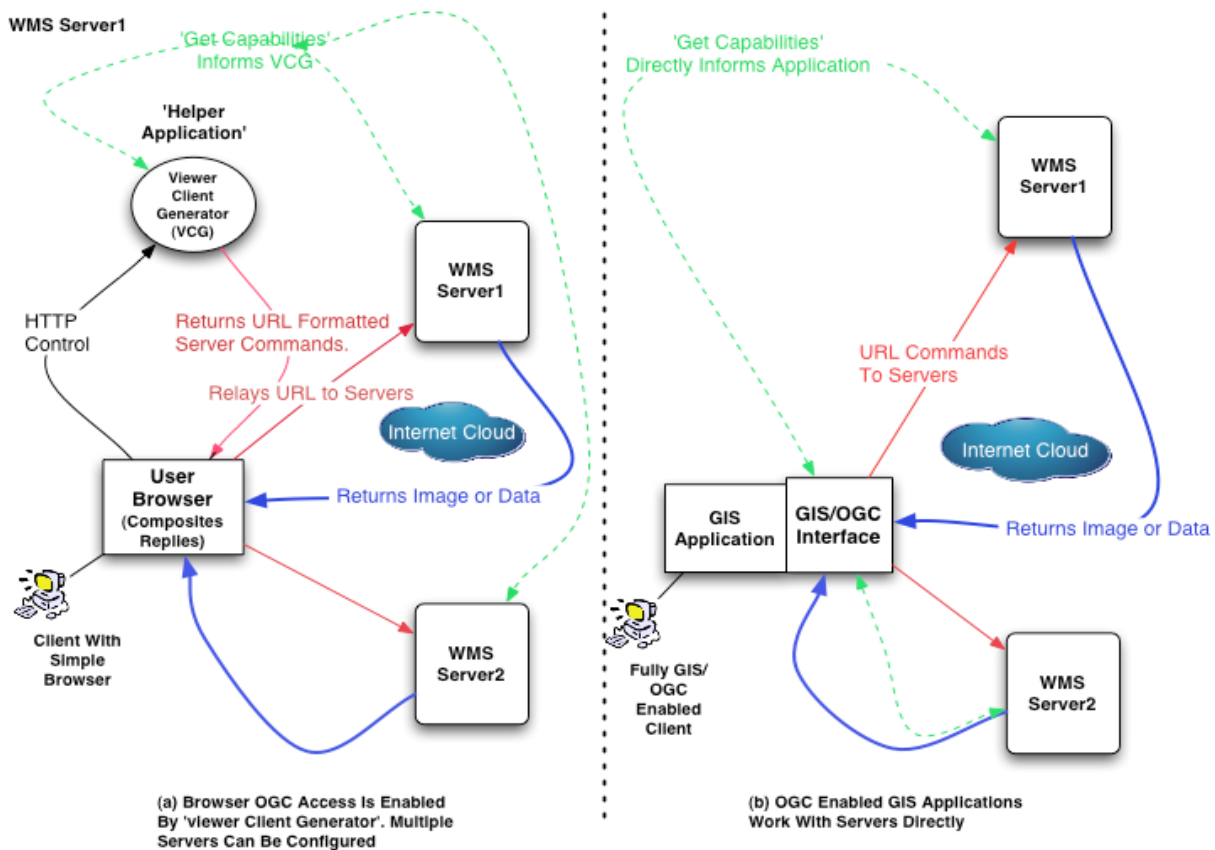 WMS Server1
'Get Capabilities'
Informs VCG
'Helper
Application'
Viewer
Client
Generator
(VCG)
WMS
Server1
HTTP
Control
Returns URL Formatted
Server Commands.
Relays URL to Servers
Internet Cloud
User
Browser
(Composites
Replies)
Returns Image or Data
Client With
Simple
Browser
WMS
Server2
(a) Browser OGC Access Is Enabled
By 'viewer Client Generator'. Multiple
Servers Can Be Configured
'Get Capabilities'
Directly Informs Application
WMS
Server1
URL Commands
To Servers
Internet Cloud
GIS
Application
GIS/OGC
Interface
Returns Image or Data
Fully GIS/
OGC
Enabled
Client
WMS
Server2
(b) OGC Enabled GIS Applications
Work With Servers Directly